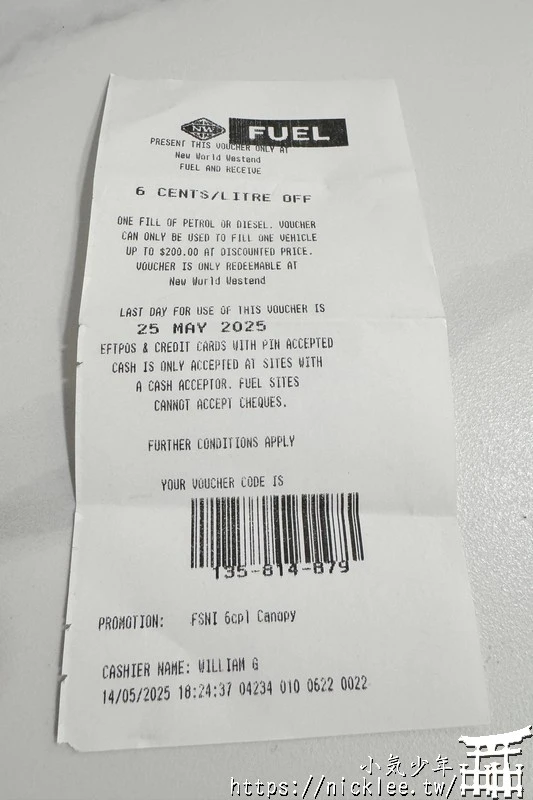 NW
FUEL
PRESENT THIS VOUCHER ONLY AT
New World Westend
FUEL AND RECEIVE
6 CENTS/LITRE OFF
ONE FILL OF PETROL OR DIESEL. VOUCHER
CAN ONLY BE USED TO FILL ONE VEHICLE
UP TO $200.00 AT DISCOUNTED PRICE.
VOUCHER IS ONLY REDEEMABLE AT
New World Westend
LAST DAY FOR USE OF THIS VOUCHER IS
25 MAY 2025
EFTPOS & CREDIT CARDS WITH PIN ACCEPTED
CASH IS ONLY ACCEPTED AT SITES WITH
A CASH ACCEPTOR. FUEL SITES
CANNOT ACCEPT CHEQUES.
FURTHER CONDITIONS APPLY
YOUR VOUCHER CODE IS
135-814-879
PROMOTION: FSNI 6cpl Canopy
CASHIER NAME: WILLIAM G
14/05/2025 18:24:37 04234 010 0622 0022
小氣少年
https://nicklee.tw/